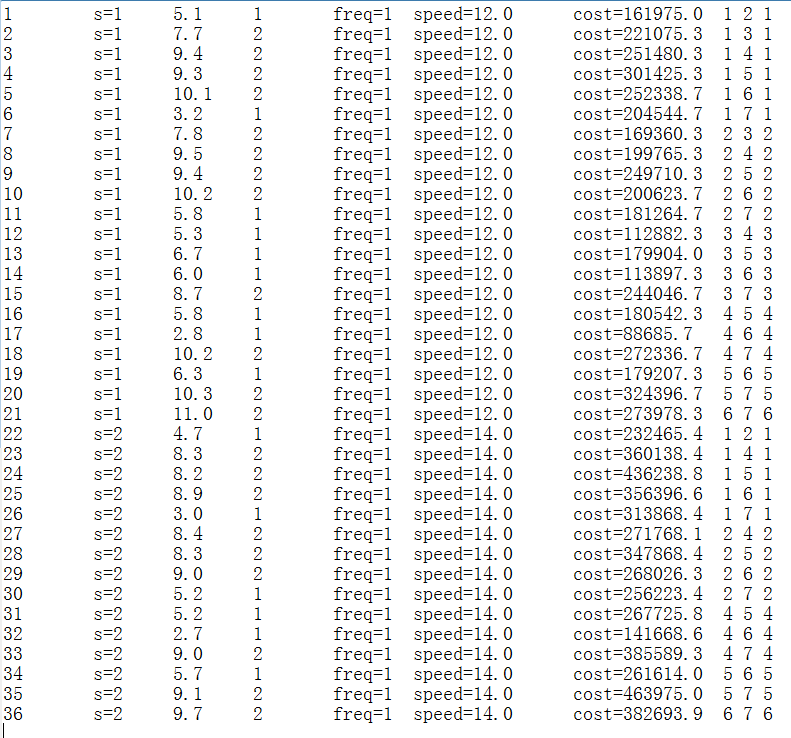 1 s=1 5.1 1 freq=1 speed=12.0 cost=161975.0 1 2 1
2 s=1 7.7 2 freq=1 speed=12.0 cost=221075.3 1 3 1
3 s=1 9.4 2 freq=1 speed=12.0 cost=251480.3 1 4 1
4 s=1 9.3 2 freq=1 speed=12.0 cost=301425.3 1 5 1
5 s=1 10.1 2 freq=1 speed=12.0 cost=252338.7 1 6 1
6 s=1 3.2 1 freq=1 speed=12.0 cost=204544.7 1 7 1
7 s=1 7.8 2 freq=1 speed=12.0 cost=169360.3 2 3 2
8 s=1 9.5 2 freq=1 speed=12.0 cost=199765.3 2 4 2
9 s=1 9.4 2 freq=1 speed=12.0 cost=249710.3 2 5 2
10 s=1 10.2 2 freq=1 speed=12.0 cost=200623.7 2 6 2
11 s=1 5.8 1 freq=1 speed=12.0 cost=181264.7 2 7 2
12 s=1 5.3 1 freq=1 speed=12.0 cost=112882.3 3 4 3
13 s=1 6.7 1 freq=1 speed=12.0 cost=179904.0 3 5 3
14 s=1 6.0 1 freq=1 speed=12.0 cost=113897.3 3 6 3
15 s=1 8.7 2 freq=1 speed=12.0 cost=244046.7 3 7 3
16 s=1 5.8 1 freq=1 speed=12.0 cost=180542.3 4 5 4
17 s=1 2.8 1 freq=1 speed=12.0 cost=88685.7 4 6 4
18 s=1 10.2 2 freq=1 speed=12.0 cost=272336.7 4 7 4
19 s=1 6.3 1 freq=1 speed=12.0 cost=179207.3 5 6 5
20 s=1 10.3 2 freq=1 speed=12.0 cost=324396.7 5 7 5
21 s=1 11.0 2 freq=1 speed=12.0 cost=273978.3 6 7 6
22 s=2 4.7 1 freq=1 speed=14.0 cost=232465.4 1 2 1
23 s=2 8.3 2 freq=1 speed=14.0 cost=360138.4 1 4 1
24 s=2 8.2 2 freq=1 speed=14.0 cost=436238.8 1 5 1
25 s=2 8.9 2 freq=1 speed=14.0 cost=356396.6 1 6 1
26 s=2 3.0 1 freq=1 speed=14.0 cost=313868.4 1 7 1
27 s=2 8.4 2 freq=1 speed=14.0 cost=271768.1 2 4 2
28 s=2 8.3 2 freq=1 speed=14.0 cost=347868.4 2 5 2
29 s=2 9.0 2 freq=1 speed=14.0 cost=268026.3 2 6 2
30 s=2 5.2 1 freq=1 speed=14.0 cost=256223.4 2 7 2
31 s=2 5.2 1 freq=1 speed=14.0 cost=267725.8 4 5 4
32 s=2 2.7 1 freq=1 speed=14.0 cost=141668.6 4 6 4
33 s=2 9.0 2 freq=1 speed=14.0 cost=385589.3 4 7 4
34 s=2 5.7 1 freq=1 speed=14.0 cost=261614.0 5 6 5
35 s=2 9.1 2 freq=1 speed=14.0 cost=463975.0 5 7 5
36 s=2 9.7 2 freq=1 speed=14.0 cost=382693.9 6 7 6